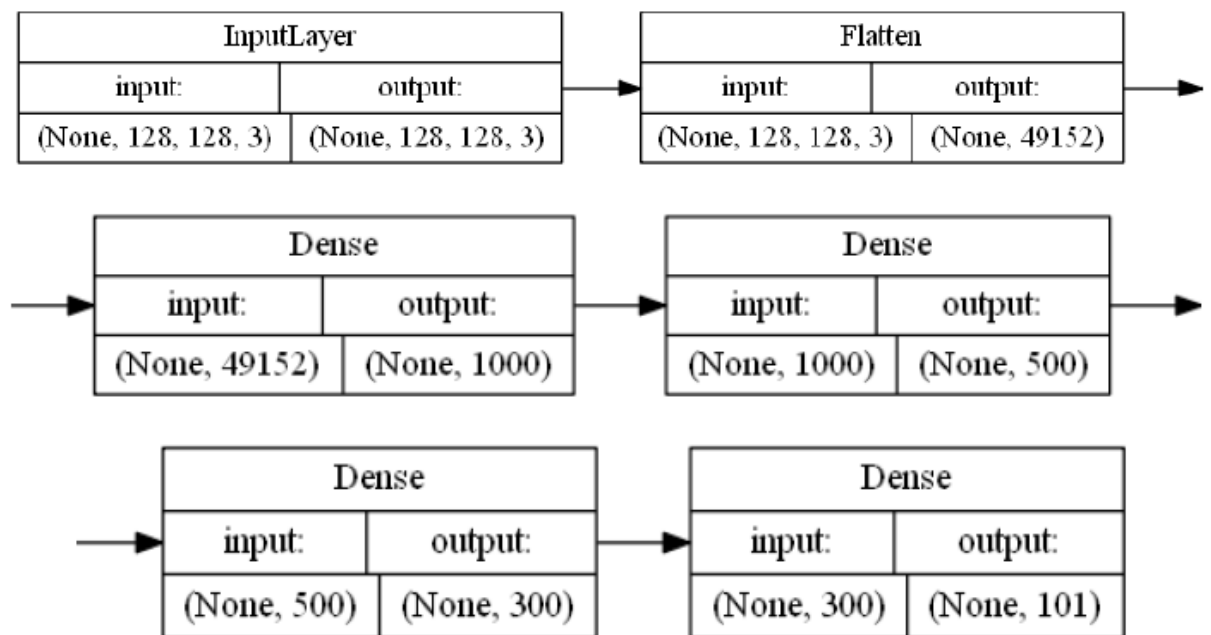 InputLayer
input: output:
(None, 128, 128, 3) (None, 128, 128, 3)
Flatten
input: output:
(None, 128, 128, 3) (None, 49152)
Dense
input: output:
(None, 49152) (None, 1000)
Dense
input: output:
(None, 1000) (None, 500)
Dense
input: output:
(None, 500) (None, 300)
Dense
input: output:
(None, 300) (None, 101)